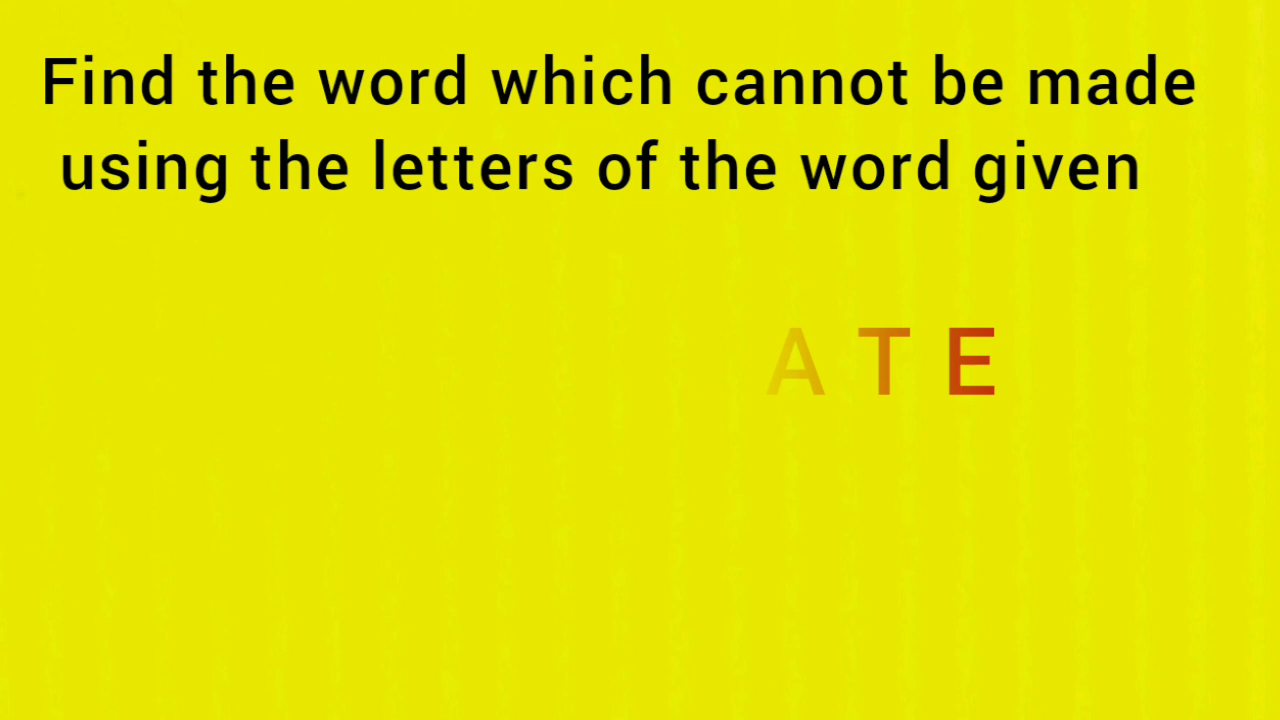 Find the word which cannot be made
using the letters of the word given
A T E